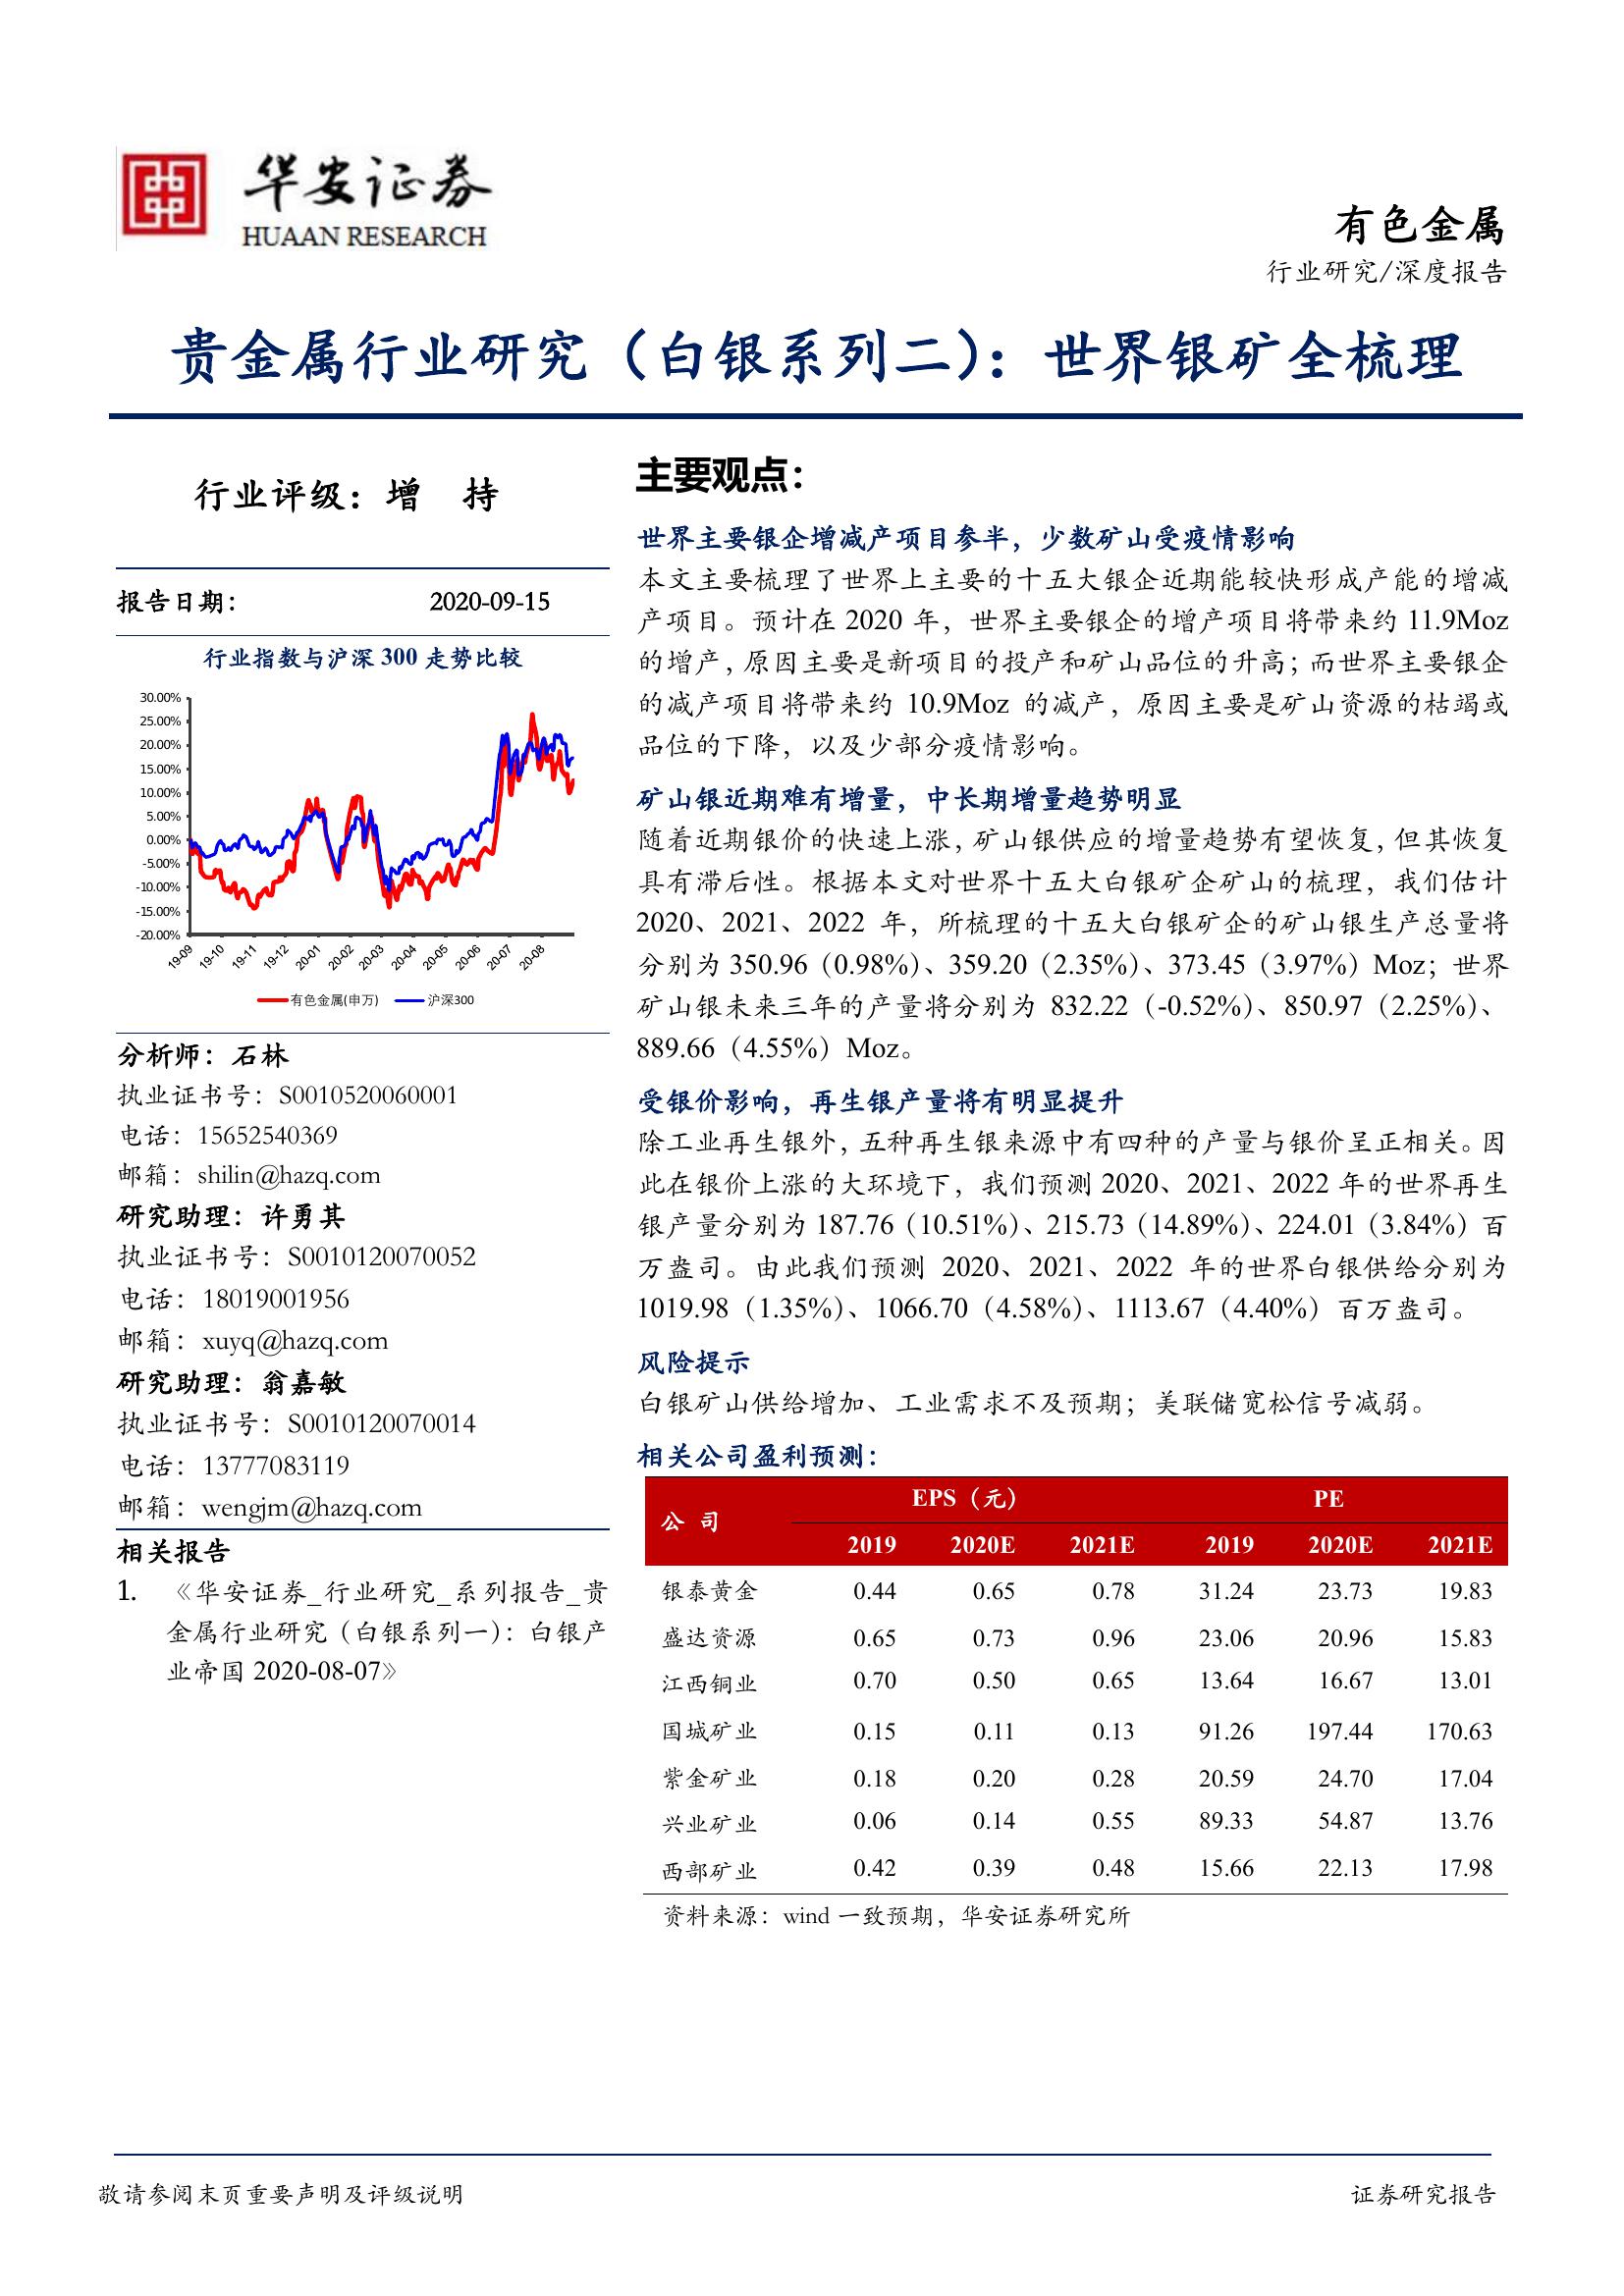 华安证券
HUAAN RESEARCH
有色金属
行业研究/深度报告
贵金属行业研究（白银系列二）：世界银矿全梳理
行业评级：增 持
报告日期： 2020-09-15
行业指数与沪深 300 走势比较
30.00%
25.00%
20.00%
15.00%
10.00%
5.00%
0.00%
-5.00%
-10.00%
-15.00%
-20.00%
19-09 19-10 19-11 19-12 20-01 20-02 20-03 20-04 20-05 20-06 20-07 20-08
有色金属(申万) 沪深300
分析师：石林
执业证书号：S0010520060001
电话：15652540369
邮箱：shilin@hazq.com
研究助理：许勇其
执业证书号：S0010120070052
电话：18019001956
邮箱：xuyq@hazq.com
研究助理：翁嘉敏
执业证书号：S0010120070014
电话：13777083119
邮箱：wengjm@hazq.com
相关报告
1. 《华安证券_行业研究_系列报告_贵
金属行业研究（白银系列一）：白银产
业帝国 2020-08-07》
主要观点：
世界主要银企增减产项目参半，少数矿山受疫情影响
本文主要梳理了世界上主要的十五大银企近期能较快形成产能的增减
产项目。预计在 2020 年，世界主要银企的增产项目将带来约 11.9Moz
的增产，原因主要是新项目的投产和矿山品位的升高；而世界主要银企
的减产项目将带来约 10.9Moz 的减产，原因主要是矿山资源的枯竭或
品位的下降，以及少部分疫情影响。
矿山银近期难有增量，中长期增量趋势明显
随着近期银价的快速上涨，矿山银供应的增量趋势有望恢复，但其恢复
具有滞后性。根据本文对世界十五大白银矿企矿山的梳理，我们估计
2020、2021、2022 年，所梳理的十五大白银矿企的矿山银生产总量将
分别为 350.96（0.98%）、359.20（2.35%）、373.45（3.97%）Moz；世界
矿山银未来三年的产量将分别为 832.22（-0.52%）、850.97（2.25%）、
889.66（4.55%）Moz。
受银价影响，再生银产量将有明显提升
除工业再生银外，五种再生银来源中有四种的产量与银价呈正相关。因
此在银价上涨的大环境下，我们预测 2020、2021、2022 年的世界再生
银产量分别为 187.76（10.51%）、215.73（14.89%）、224.01（3.84%）百
万盎司。由此我们预测 2020、2021、2022 年的世界白银供给分别为
1019.98（1.35%）、1066.70（4.58%）、1113.67（4.40%）百万盎司。
风险提示
白银矿山供给增加、工业需求不及预期；美联储宽松信号减弱。
相关公司盈利预测：
公 司 EPS（元） PE
2019 2020E 2021E 2019 2020E 2021E
银泰黄金 0.44 0.65 0.78 31.24 23.73 19.83
盛达资源 0.65 0.73 0.96 23.06 20.96 15.83
江西铜业 0.70 0.50 0.65 13.64 16.67 13.01
国城矿业 0.15 0.11 0.13 91.26 197.44 170.63
紫金矿业 0.18 0.20 0.28 20.59 24.70 17.04
兴业矿业 0.06 0.14 0.55 89.33 54.87 13.76
西部矿业 0.42 0.39 0.48 15.66 22.13 17.98
资料来源：wind 一致预期，华安证券研究所
敬请参阅末页重要声明及评级说明 证券研究报告